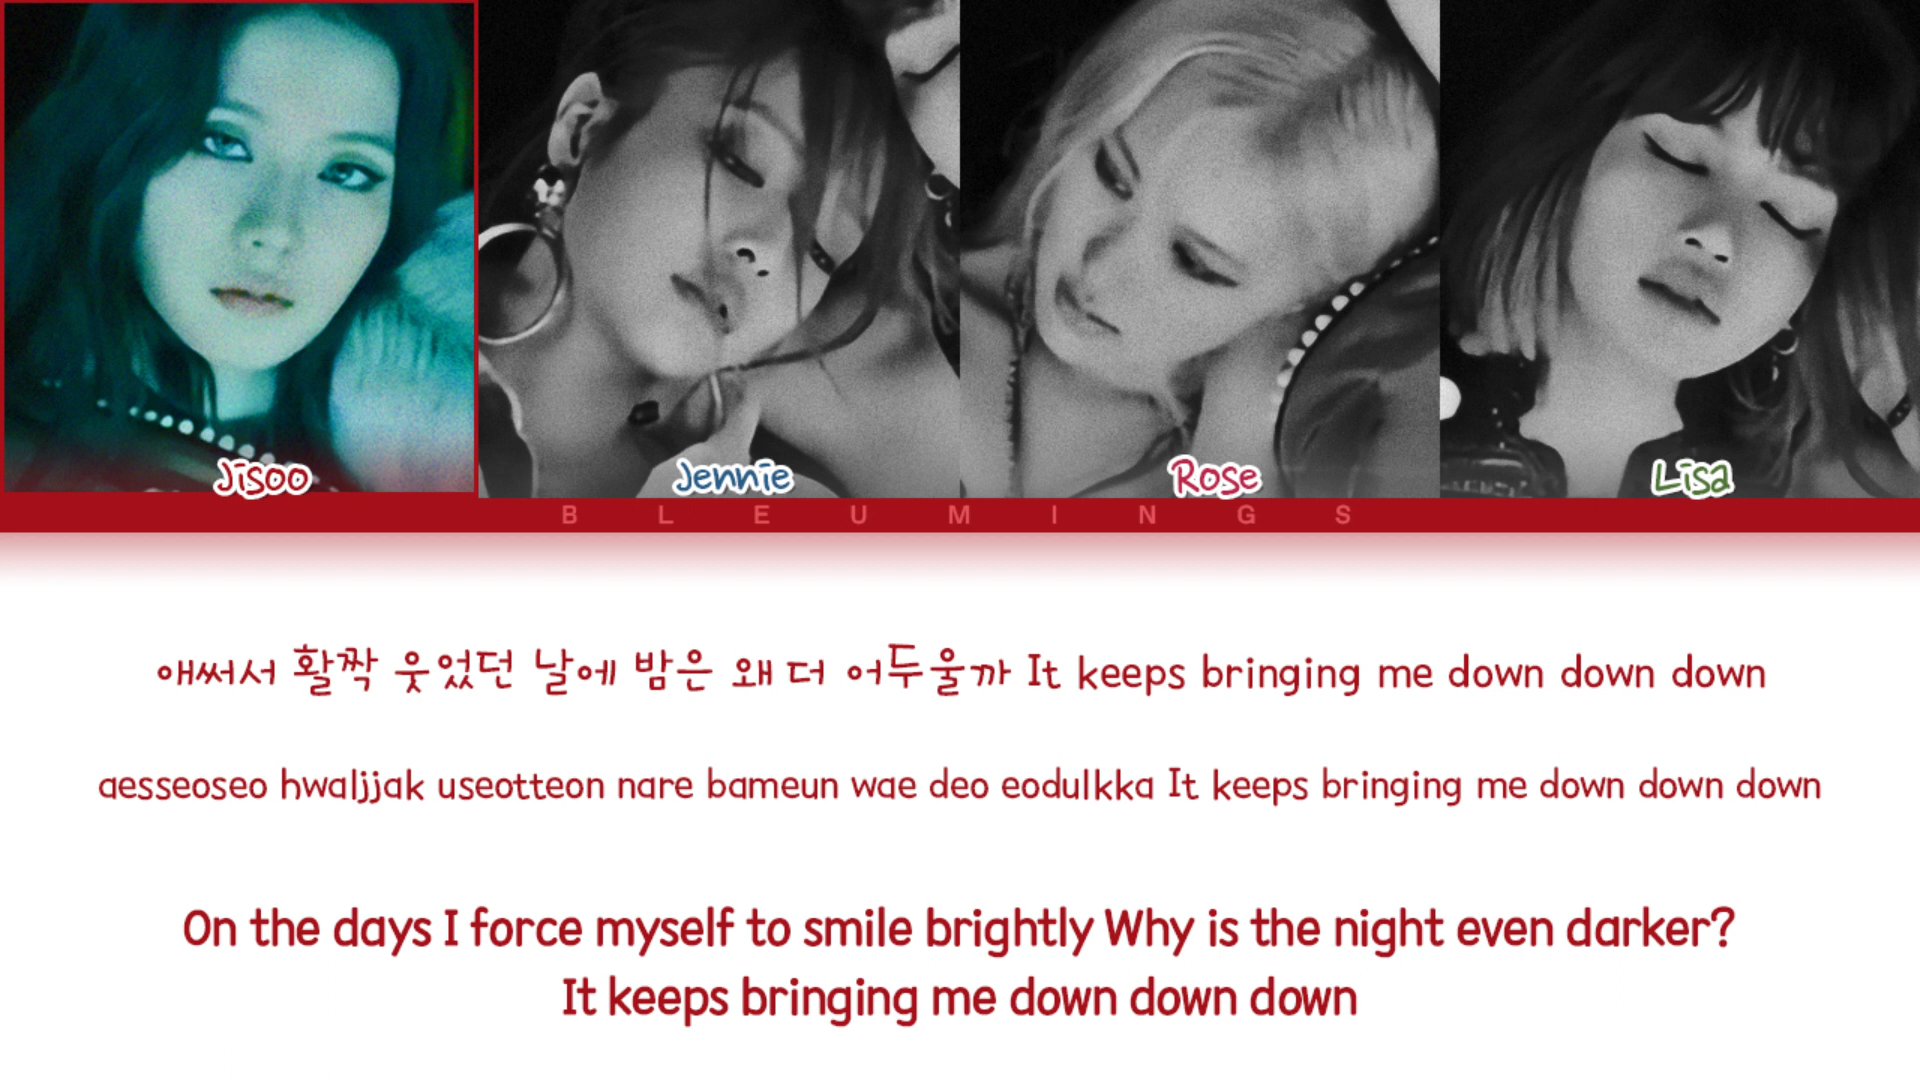 Jisoo
Jennie
Rose
Lisa
BLEUMINGS
애써서 활짝 웃었던 날에 밤은 왜 더 어두울까 It keeps bringing me down down down
aesseoseo hwaljjak useotteon nare bameun wae deo eodulkka It keeps bringing me down down down
On the days I force myself to smile brightly Why is the night even darker?
It keeps bringing me down down down